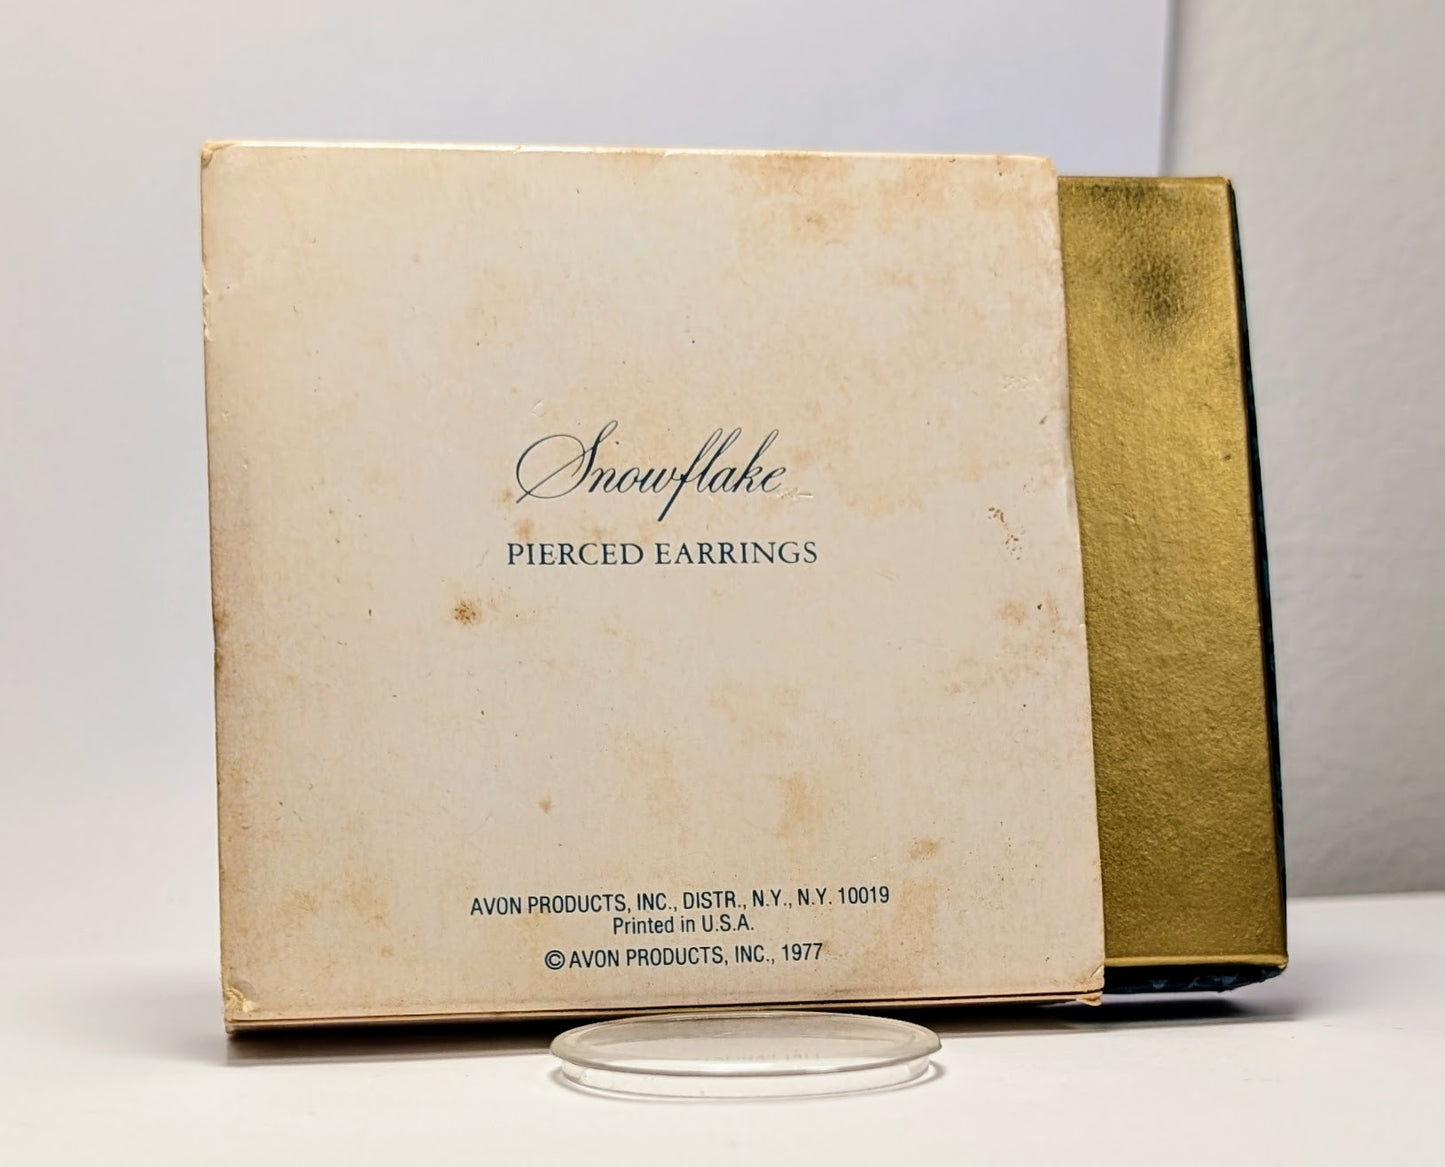 Snowflake
PIERCED EARRINGS
AVON PRODUCTS, INC., DISTR., N.Y., N.Y. 10019
Printed in U.S.A.
© AVON PRODUCTS, INC., 1977